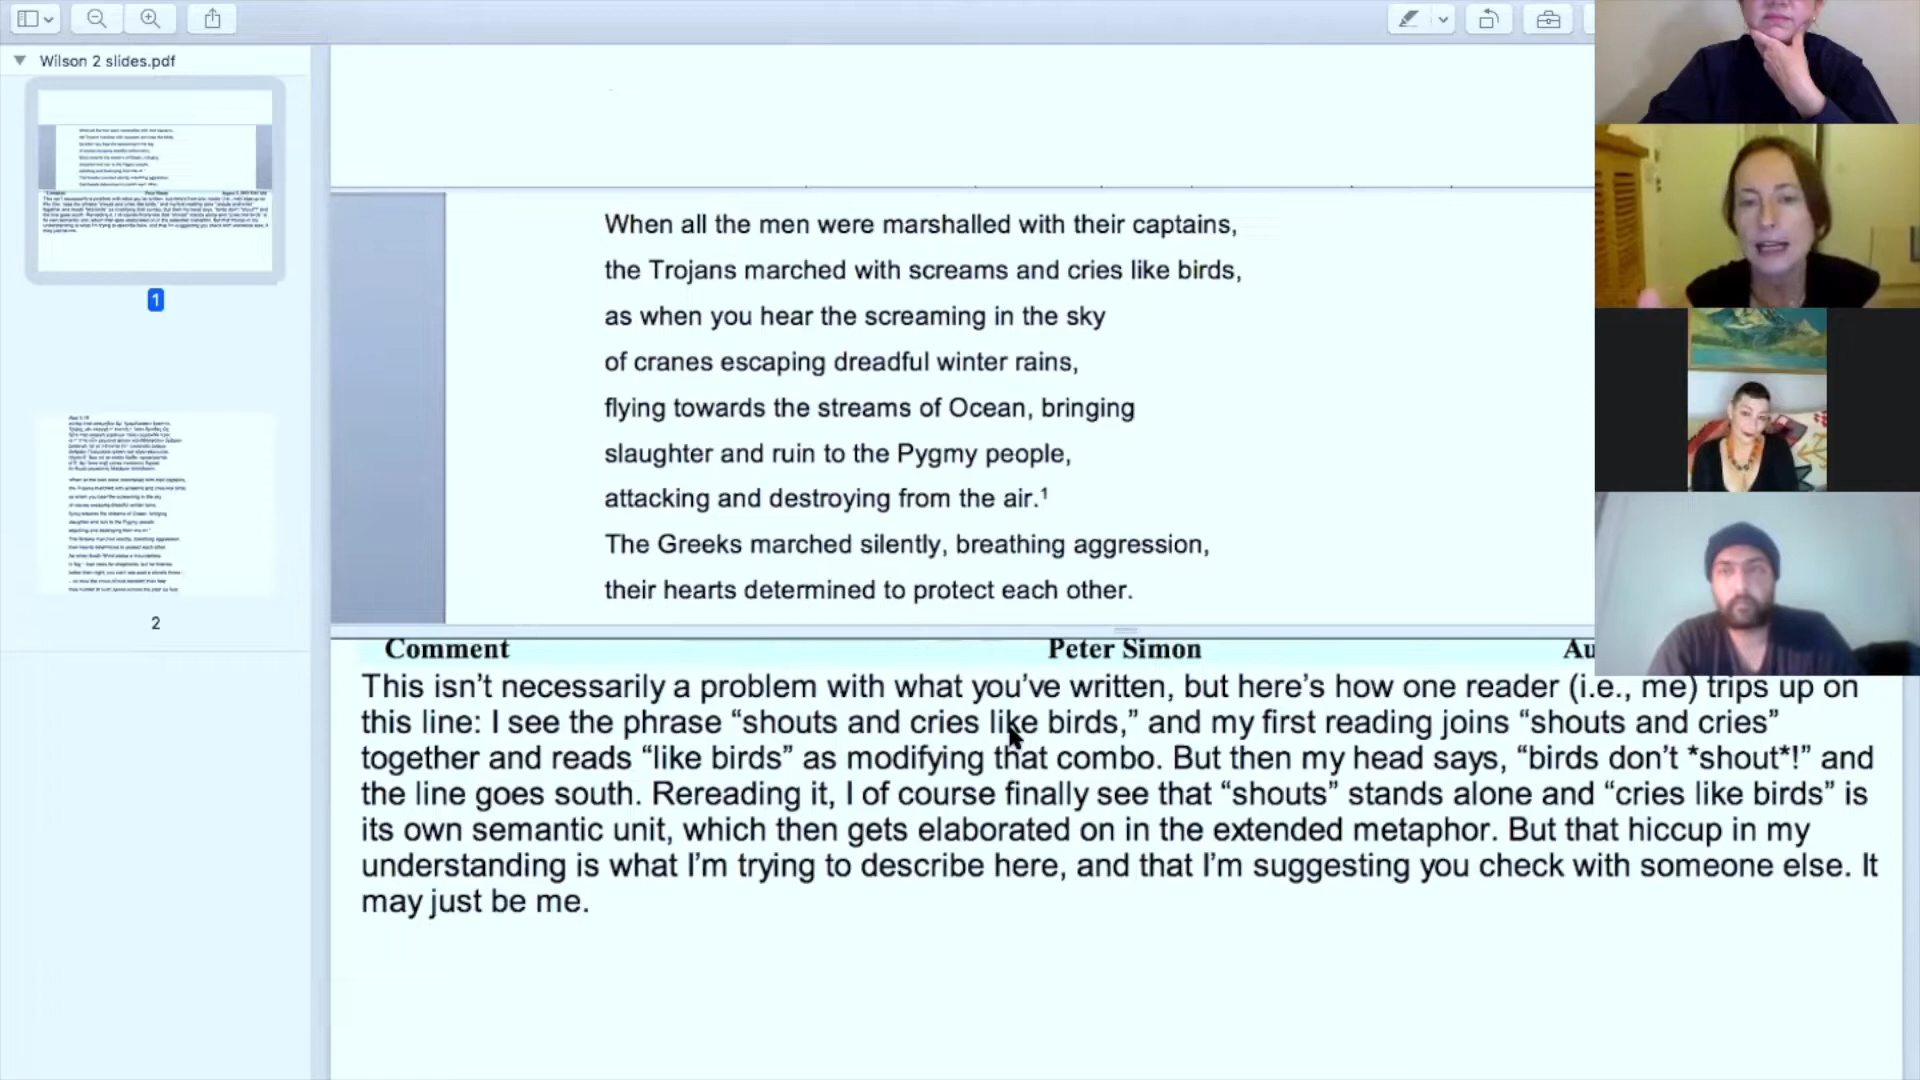 Wilson 2 slides.pdf
1
2
When all the men were marshalled with their captains,
the Trojans marched with screams and cries like birds,
as when you hear the screaming in the sky
of cranes escaping dreadful winter rains,
flying towards the streams of Ocean, bringing
slaughter and ruin to the Pygmy people,
attacking and destroying from the air.¹
The Greeks marched silently, breathing aggression,
their hearts determined to protect each other.
Comment Peter Simon Au
This isn’t necessarily a problem with what you’ve written, but here’s how one reader (i.e., me) trips up on
this line: I see the phrase “shouts and cries like birds,” and my first reading joins “shouts and cries”
together and reads “like birds” as modifying that combo. But then my head says, “birds don’t *shout*!” and
the line goes south. Rereading it, I of course finally see that “shouts” stands alone and “cries like birds” is
its own semantic unit, which then gets elaborated on in the extended metaphor. But that hiccup in my
understanding is what I’m trying to describe here, and that I’m suggesting you check with someone else. It
may just be me.